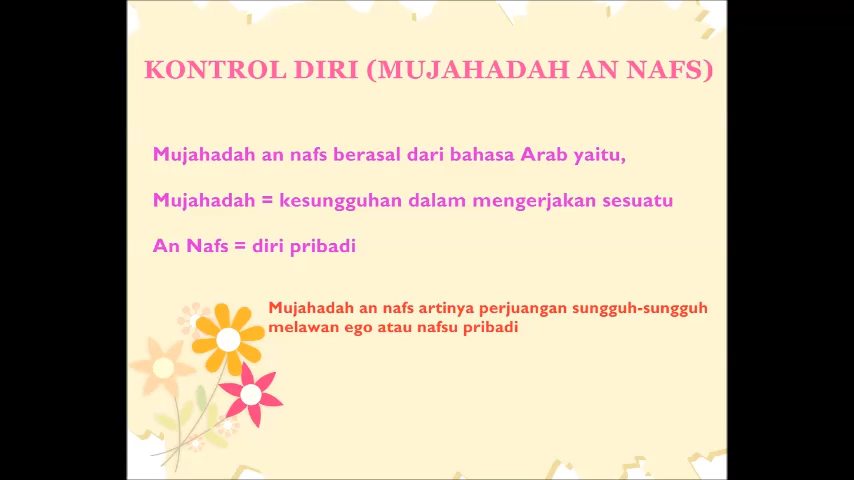 KONTROL DIRI (MUJAHADAH AN NAFS)
Mujahadah an nafs berasal dari bahasa Arab yaitu,
Mujahadah = kesungguhan dalam mengerjakan sesuatu
An Nafs = diri pribadi
Mujahadah an nafs artinya perjuangan sungguh-sungguh
melawan ego atau nafsu pribadi